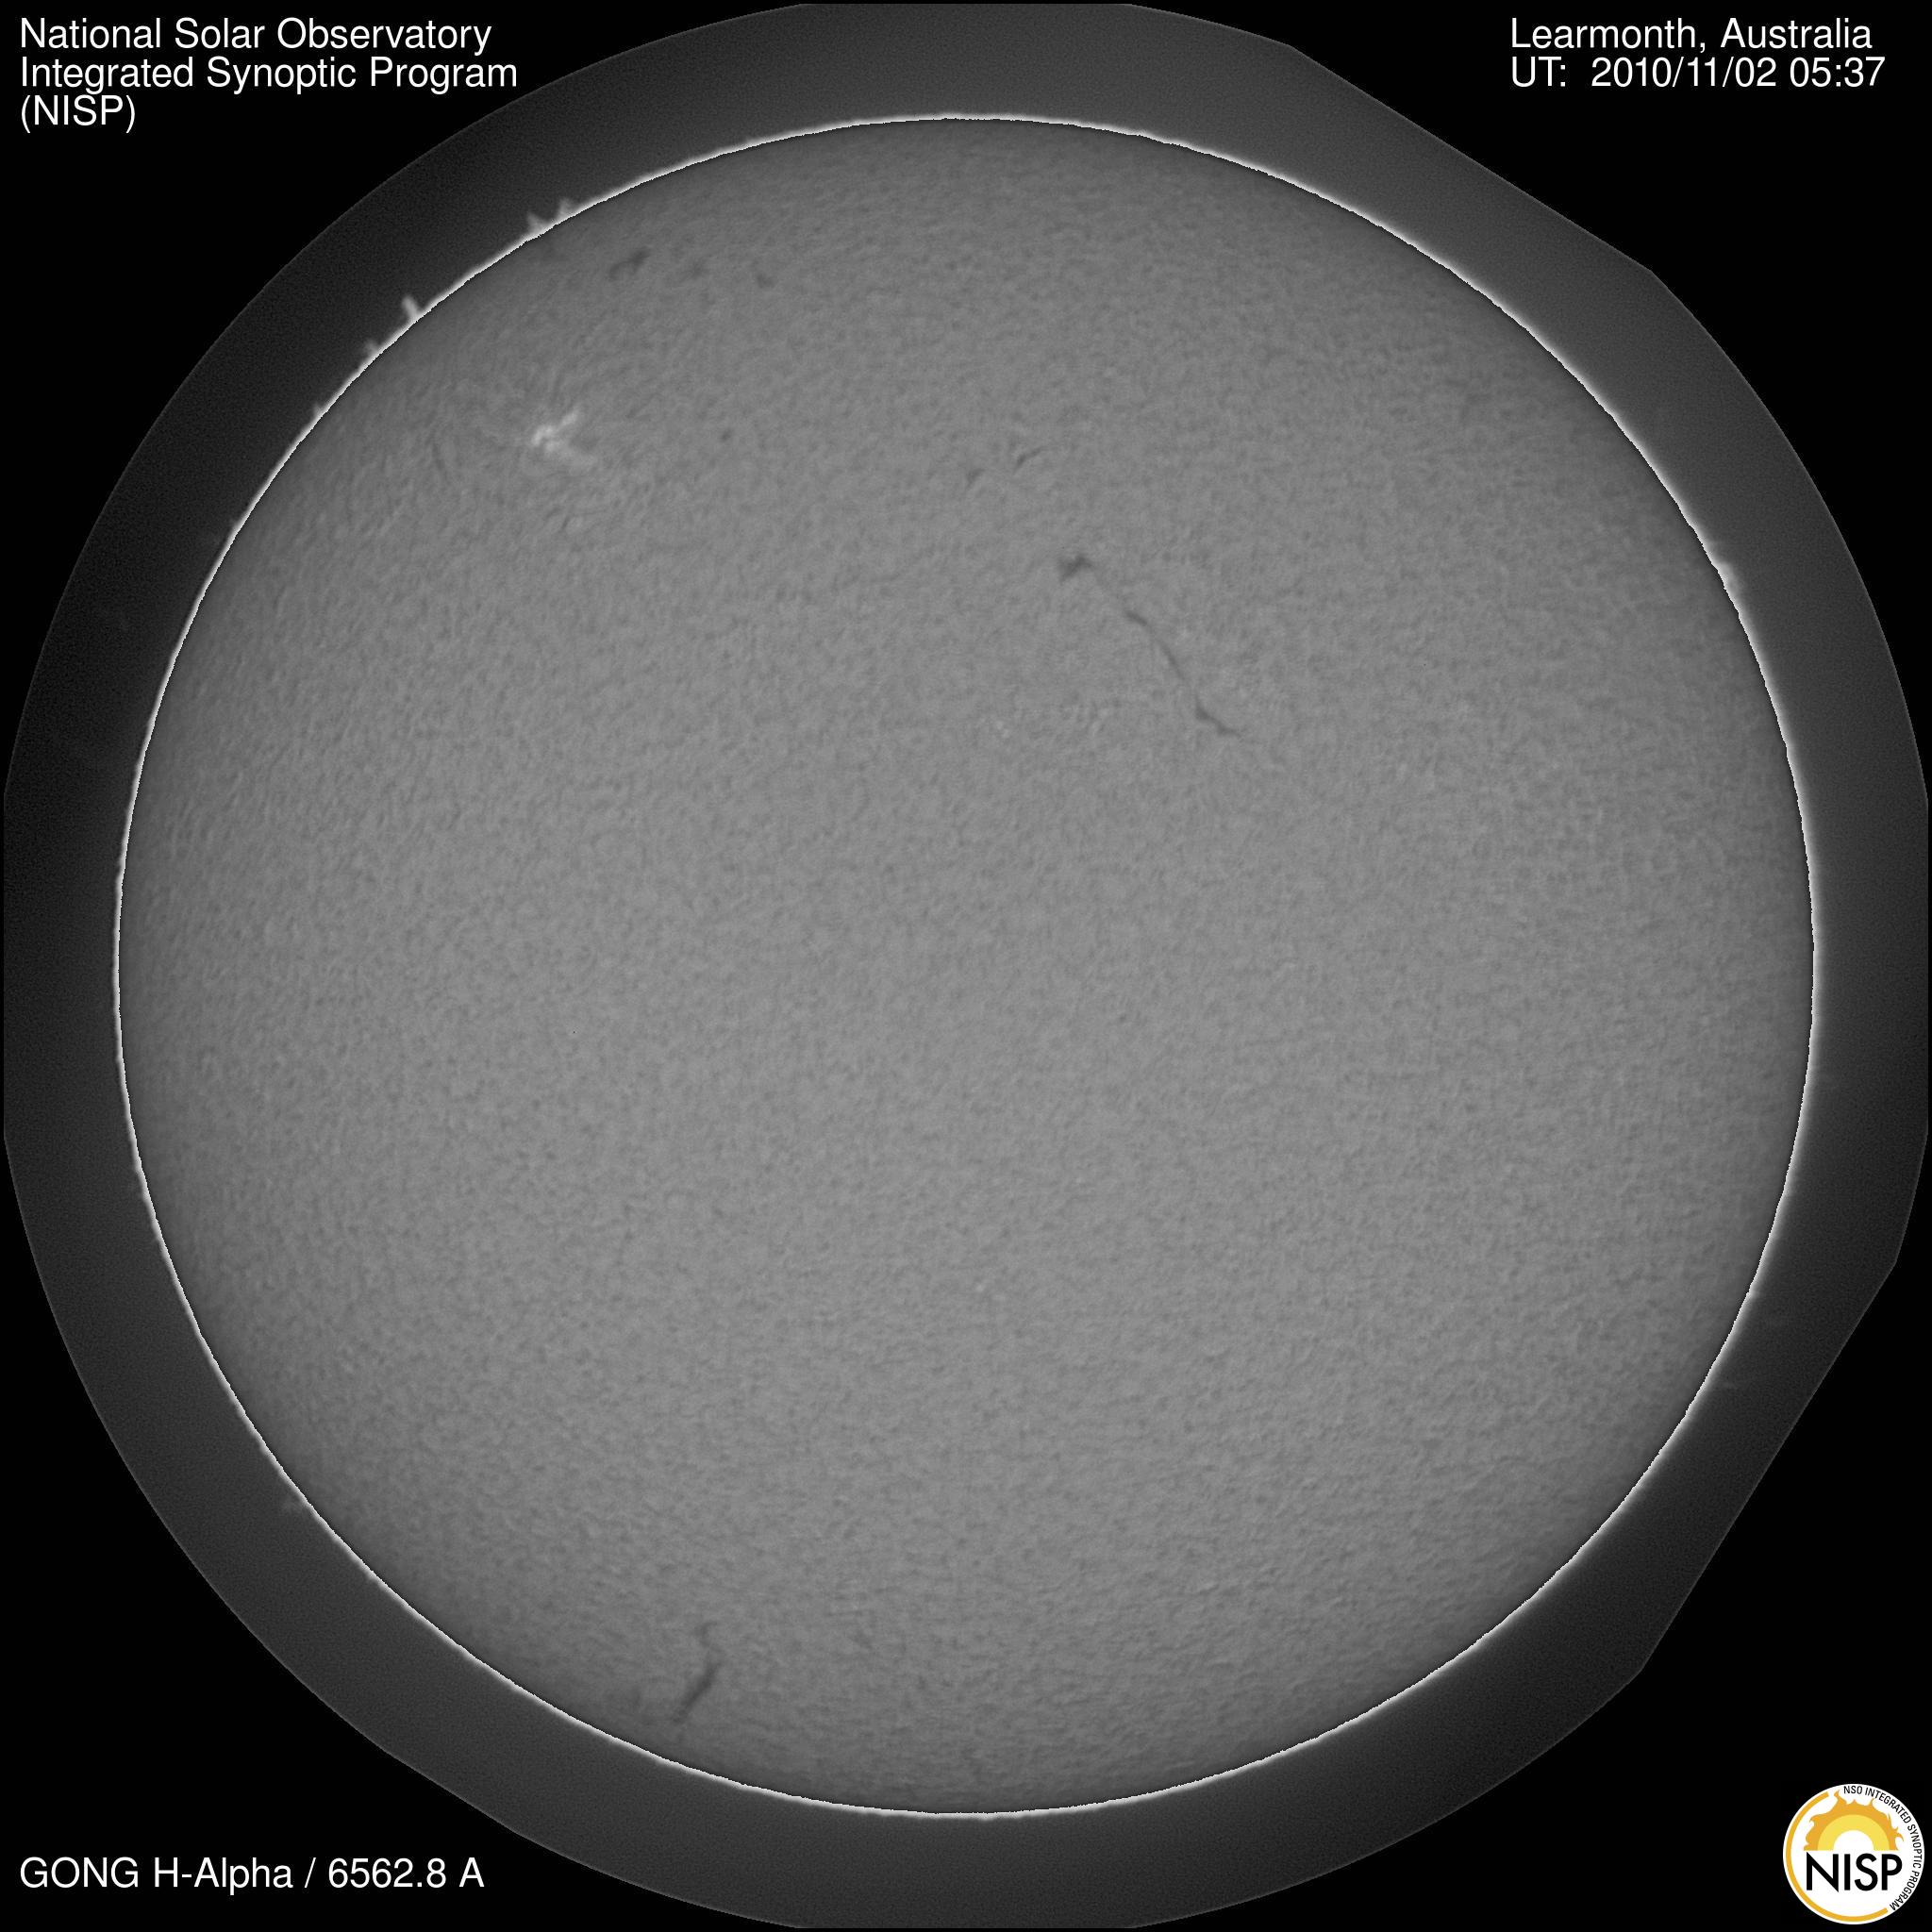 National Solar Observatory
Integrated Synoptic Program
(NISP)
Learmonth, Australia
UT:  2010/11/02 05:37
GONG H-Alpha / 6562.8 A
NSO INTEGRATED SYNOPTIC PROGRAM
NISP